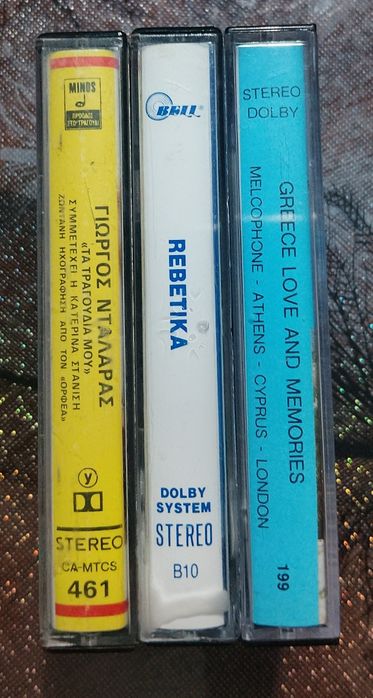 MINOS
ΠΡΟΟΔΟΣ
ΣΤΟ ΤΡΑΓΟΥΔΙ
ΓΙΩΡΓΟΣ ΝΤΑΛΑΡΑΣ
«ΤΑ ΤΡΑΓΟΥΔΙΑ ΜΟΥ»
ΣΥΜΜΕΤΕΧΕΙ Η ΚΑΤΕΡΙΝΑ ΣΤΑΝΙΣΗ
ΖΩΝΤΑΝΗ ΗΧΟΓΡΑΦΗΣΗ ΑΠΟ ΤΟΝ «ΟΡΦΕΑ»
y
STEREO
CA-MTCS
461
BELL
REBETIKA
DOLBY
SYSTEM
STEREO
B10
STEREO
DOLBY
GREECE LOVE AND MEMORIES
MELCOPHONE - ATHENS - CYPRUS - LONDON
199